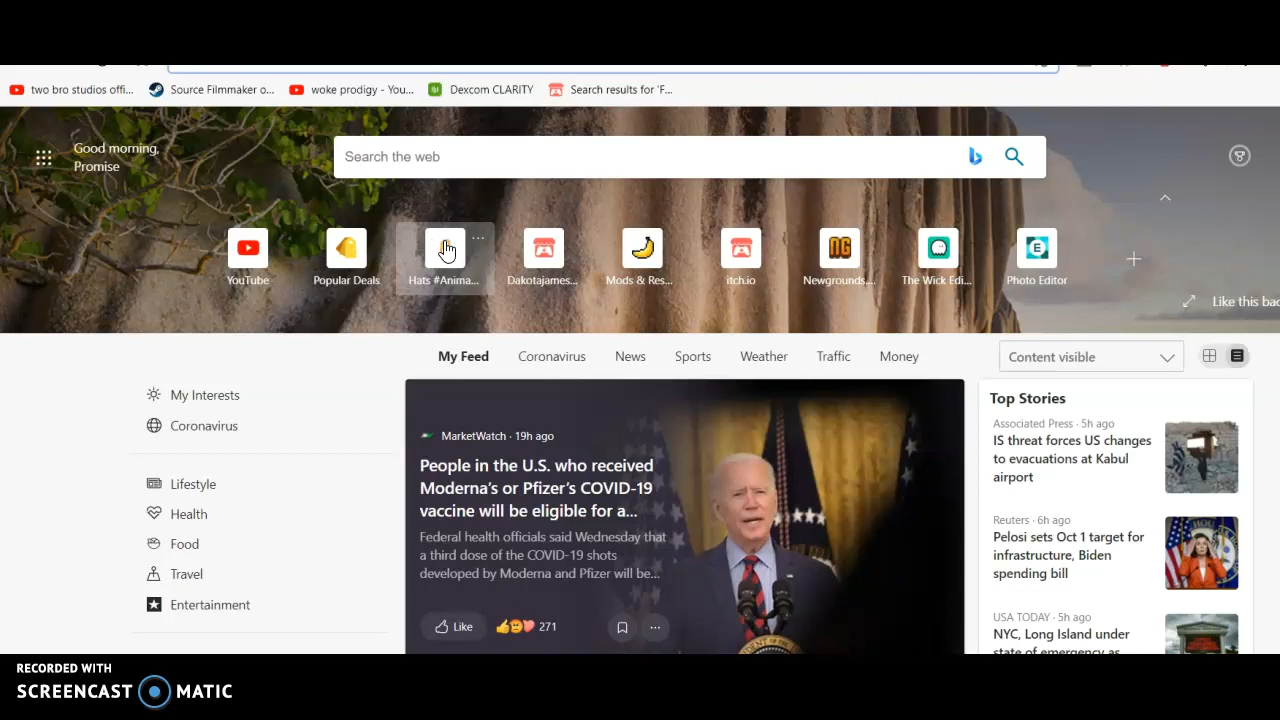 two bro studios offi...
Source Filmmaker o...
woke prodigy - You...
Dexcom CLARITY
Search results for 'F...
Good morning,
Promise
Search the web
YouTube
Popular Deals
Hats #Anima...
Dakotajames...
Mods & Res...
itch.io
Newgrounds....
The Wick Edi...
Photo Editor
Like this bac
My Feed
Coronavirus
News
Sports
Weather
Traffic
Money
Content visible
My Interests
Coronavirus
Lifestyle
Health
Food
Travel
Entertainment
MarketWatch · 19h ago
People in the U.S. who received
Moderna's or Pfizer's COVID-19
vaccine will be eligible for a...
Federal health officials said Wednesday that
a third dose of the COVID-19 shots
developed by Moderna and Pfizer will be...
Like
271
Top Stories
Associated Press · 5h ago
IS threat forces US changes
to evacuations at Kabul
airport
Reuters · 6h ago
Pelosi sets Oct 1 target for
infrastructure, Biden
spending bill
USA TODAY · 5h ago
NYC, Long Island under
state of emergency as
RECORDED WITH
SCREENCAST MATIC